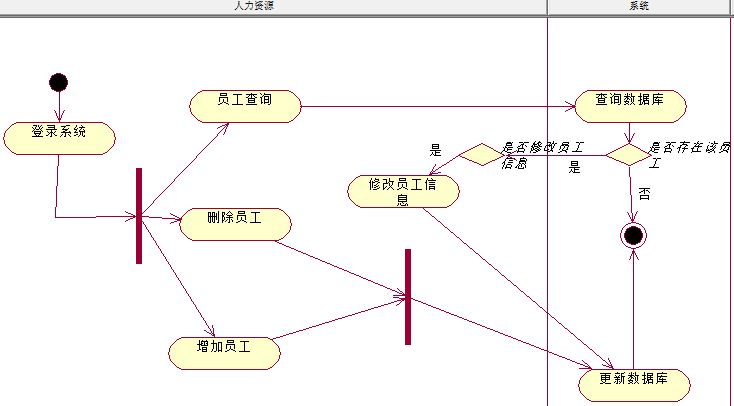 人力资源
系统
员工查询
查询数据库
登录系统
是
是否修改员工
信息
是
是否存在该员
工
修改员工信
息
否
删除员工
增加员工
更新数据库